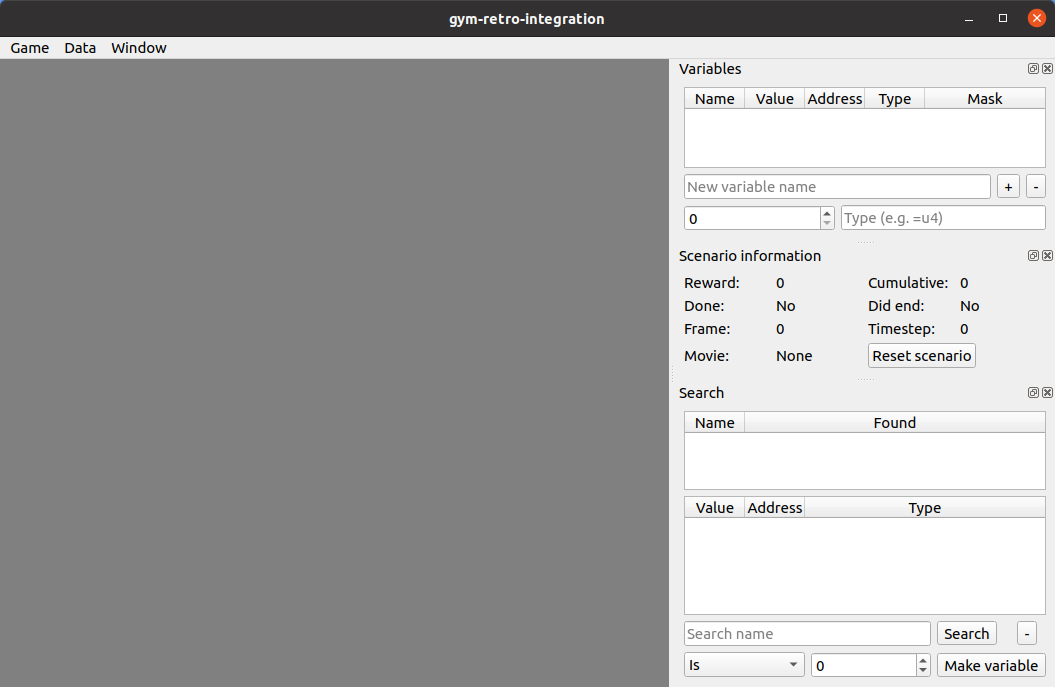 gym-retro-integration
Game Data Window
Variables
Name Value Address Type Mask
New variable name + -
0 Type (e.g. =u4)
Scenario information
Reward: 0 Cumulative: 0
Done: No Did end: No
Frame: 0 Timestep: 0
Movie: None Reset scenario
Search
Name Found
Value Address Type
Search name Search -
Is 0 Make variable